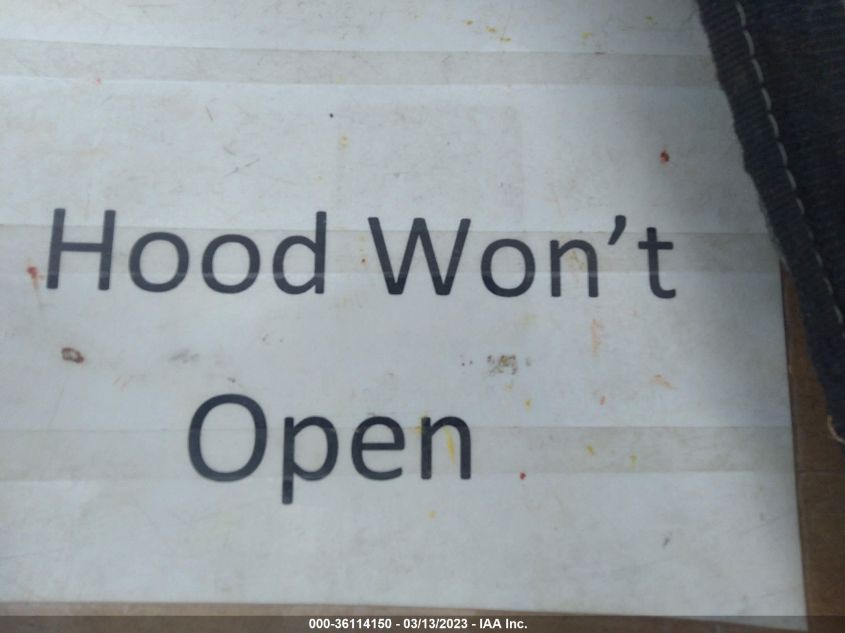 Hood Won’t
Open
000-36114150 - 03/13/2023 - IAA Inc.